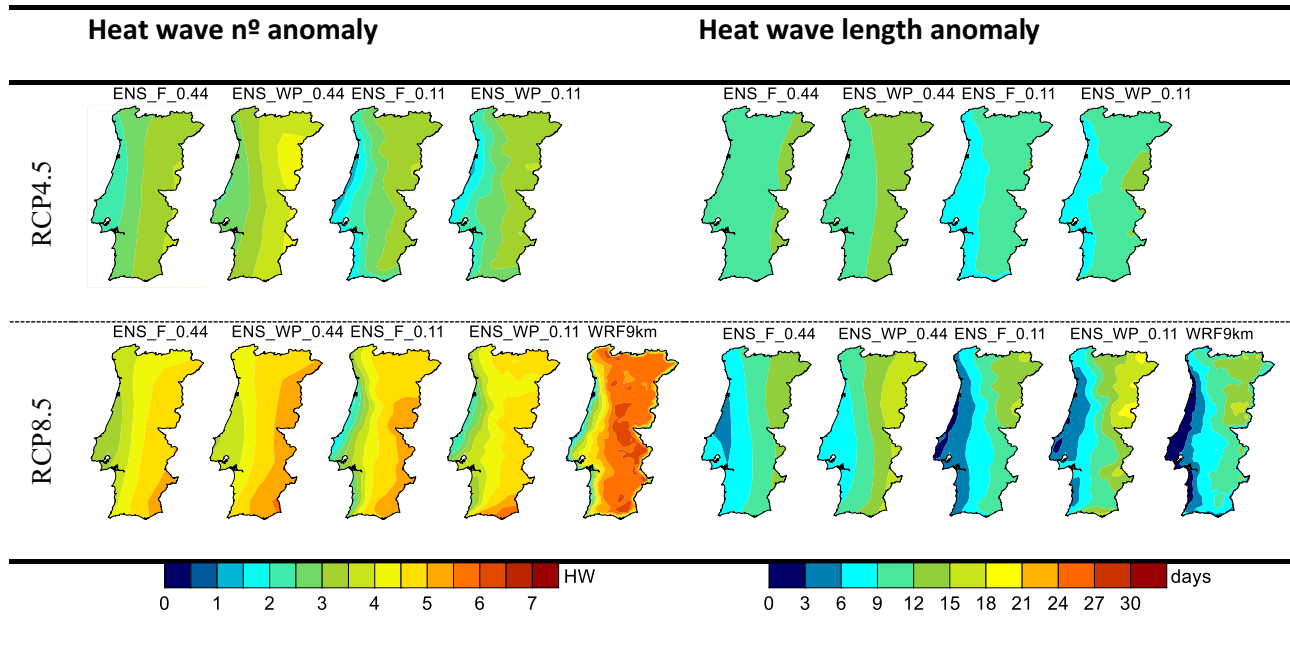 Heat wave nº anomaly
Heat wave length anomaly
ENS_F_0.44 ENS_WP_0.44 ENS_F_0.11 ENS_WP_0.11
ENS_F_0.44 ENS_WP_0.44 ENS_F_0.11 ENS_WP_0.11
RCP4.5
ENS_F_0.44 ENS_WP_0.44 ENS_F_0.11 ENS_WP_0.11 WRF9km
ENS_F_0.44 ENS_WP_0.44 ENS_F_0.11 ENS_WP_0.11 WRF9km
RCP8.5
HW
0 1 2 3 4 5 6 7
days
0 3 6 9 12 15 18 21 24 27 30